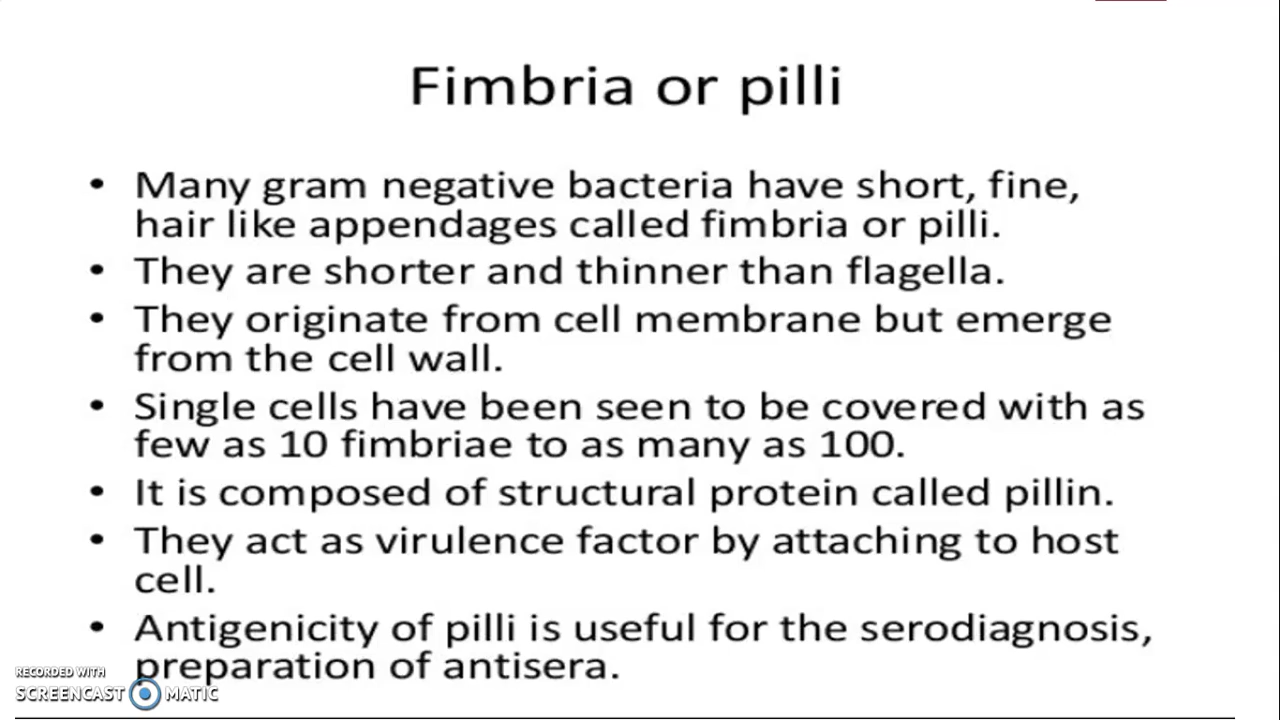 Fimbria or pilli
• Many gram negative bacteria have short, fine,
hair like appendages called fimbria or pilli.
• They are shorter and thinner than flagella.
• They originate from cell membrane but emerge
from the cell wall.
• Single cells have been seen to be covered with as
few as 10 fimbriae to as many as 100.
• It is composed of structural protein called pillin.
• They act as virulence factor by attaching to host
cell.
• Antigenicity of pilli is useful for the serodiagnosis,
preparation of antisera.
RECORDED WITH
SCREENCAST MATIC